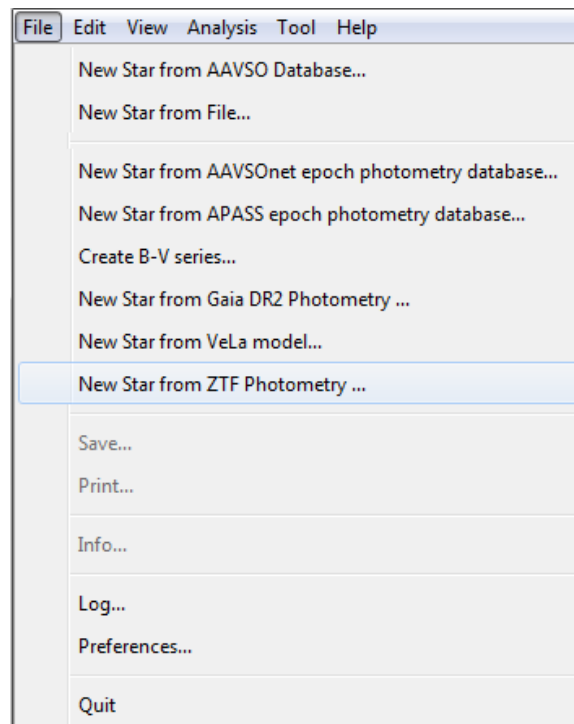 File Edit View Analysis Tool Help
New Star from AAVSO Database...
New Star from File...
New Star from AAVSOnet epoch photometry database...
New Star from APASS epoch photometry database...
Create B-V series...
New Star from Gaia DR2 Photometry ...
New Star from VeLa model...
New Star from ZTF Photometry ...
Save...
Print...
Info...
Log...
Preferences...
Quit